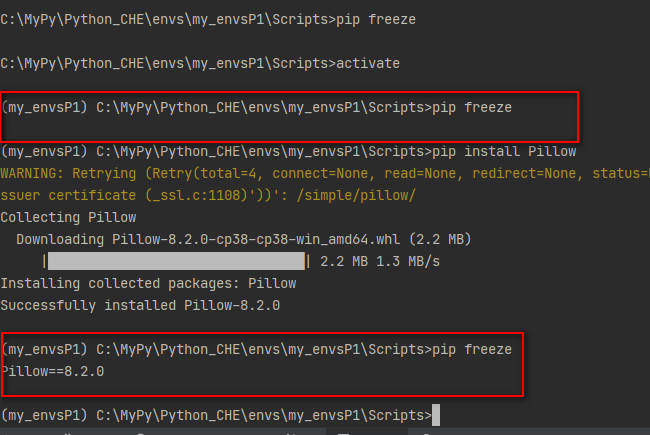 C:\MyPy\Python_CHE\envs\my_envsP1\Scripts>pip freeze
C:\MyPy\Python_CHE\envs\my_envsP1\Scripts>activate
(my_envsP1) C:\MyPy\Python_CHE\envs\my_envsP1\Scripts>pip freeze
(my_envsP1) C:\MyPy\Python_CHE\envs\my_envsP1\Scripts>pip install Pillow
WARNING: Retrying (Retry(total=4, connect=None, read=None, redirect=None, status=
ssuer certificate (_ssl.c:1108)'))': /simple/pillow/
Collecting Pillow
Downloading Pillow-8.2.0-cp38-cp38-win_amd64.whl (2.2 MB)
|████████████████████████████████| 2.2 MB 1.3 MB/s
Installing collected packages: Pillow
Successfully installed Pillow-8.2.0
(my_envsP1) C:\MyPy\Python_CHE\envs\my_envsP1\Scripts>pip freeze
Pillow==8.2.0
(my_envsP1) C:\MyPy\Python_CHE\envs\my_envsP1\Scripts>